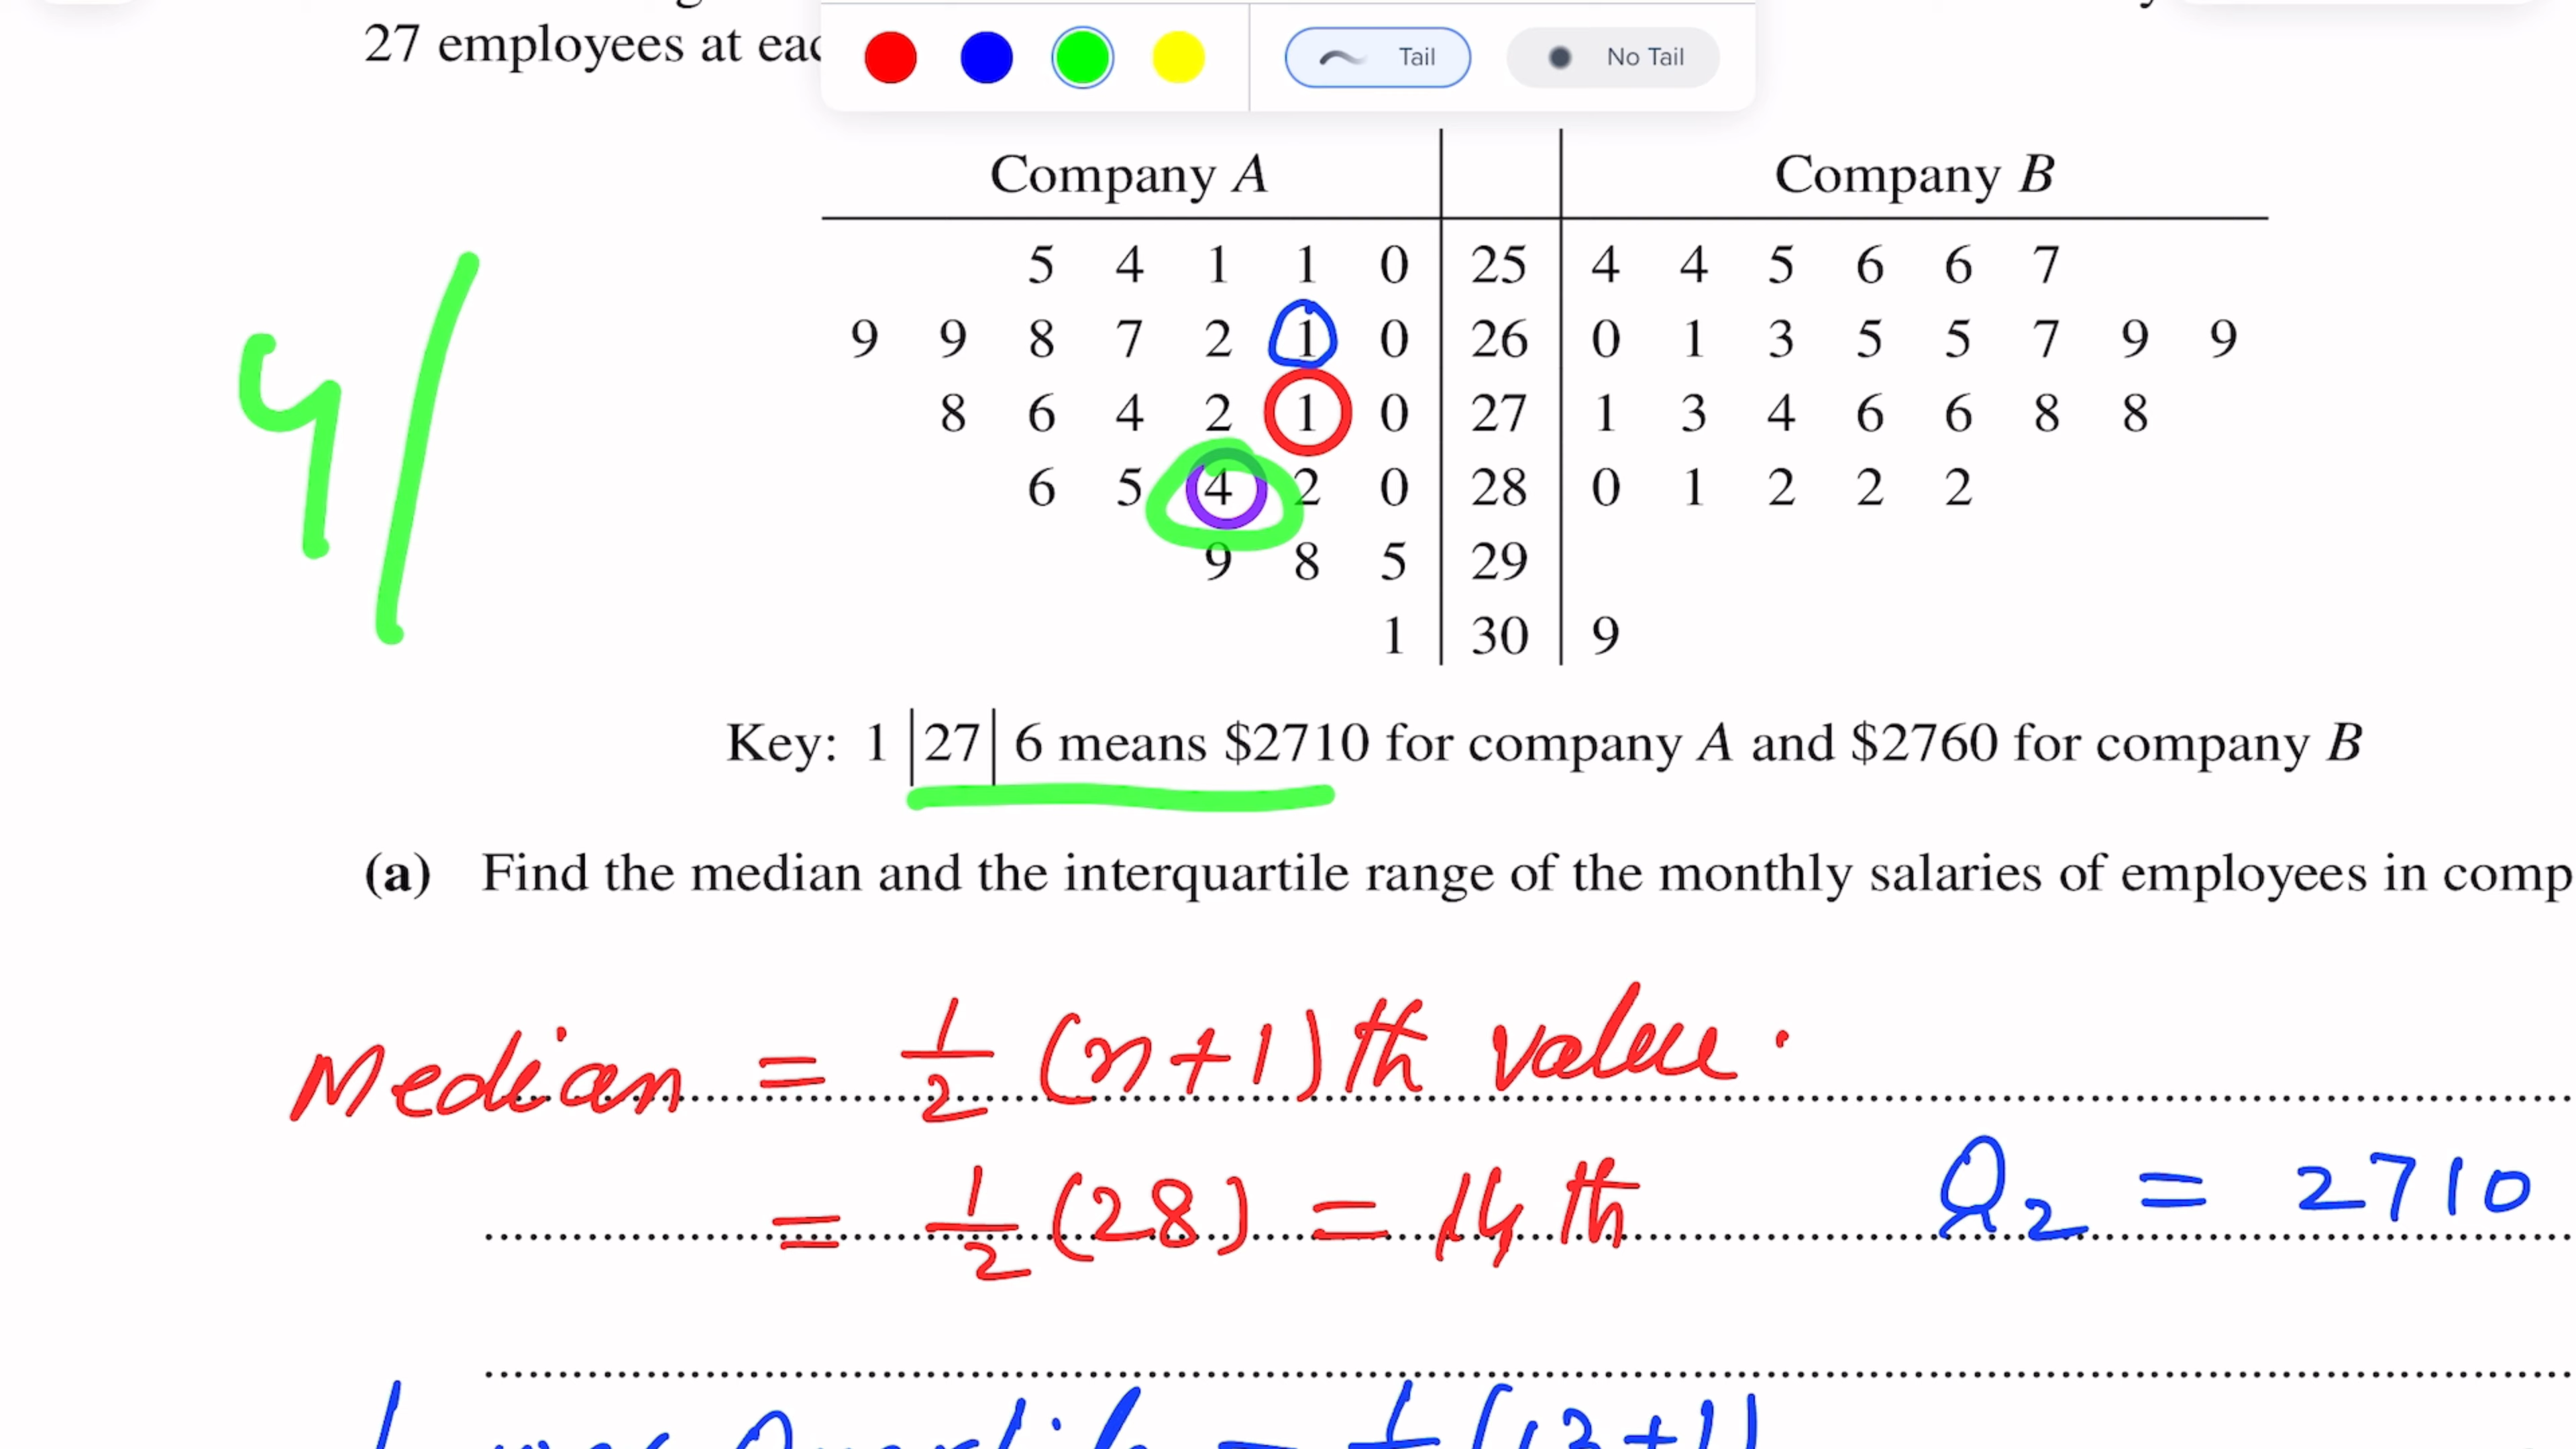 27 employees at eac
Tail
No Tail
Company A Company B
5 4 1 1 0 25 4 4 5 6 6 7
9 9 8 7 2 1 0 26 0 1 3 5 5 7 9 9
8 6 4 2 1 0 27 1 3 4 6 6 8 8
6 5 4 2 0 28 0 1 2 2 2
9 8 5 29
1 30 9
4/
Key: 1 |27| 6 means $2710 for company A and $2760 for company B
(a) Find the median and the interquartile range of the monthly salaries of employees in comp
Median = 1/2 (n+1)th value.
= 1/2 (28) = 14th
Q2 = 2710